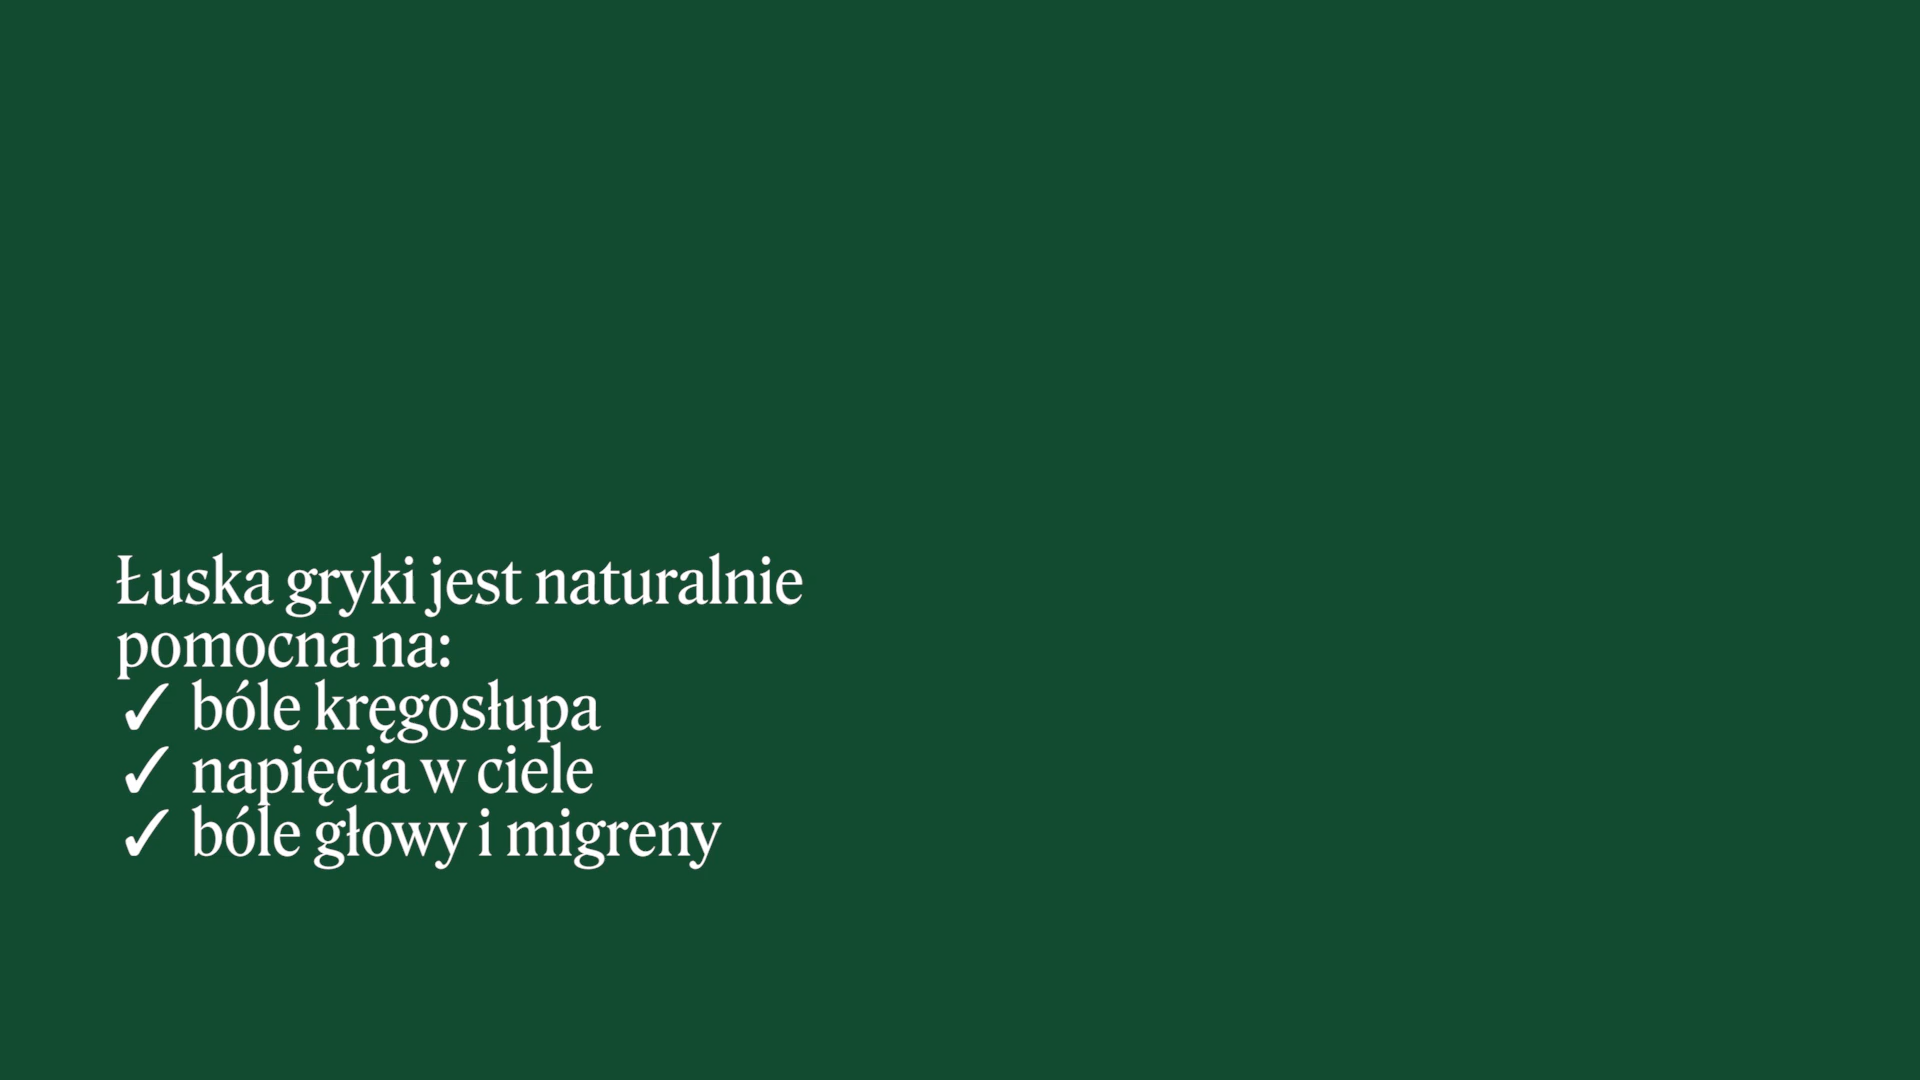 Łuska gryki jest naturalnie
pomocna na:
✓ bóle kręgosłupa
✓ napięcia w ciele
✓ bóle głowy i migreny